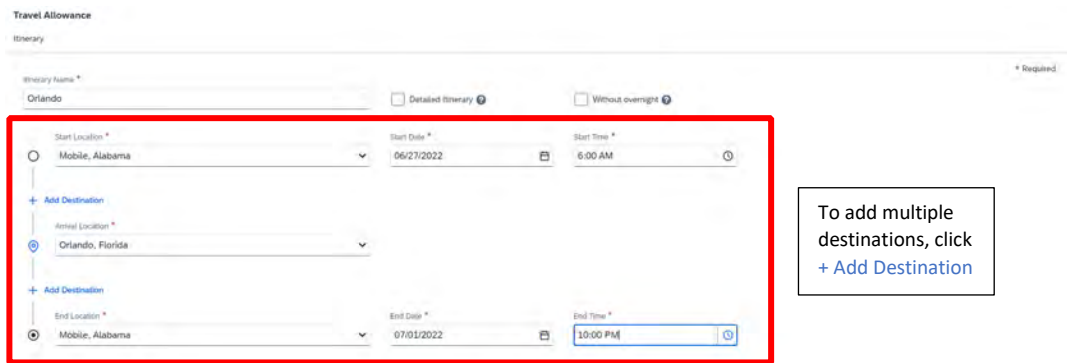 Travel Allowance
Itinerary
* Required
Itinerary Name *
Orlando
Detailed Itinerary
Without overnight
Start Location * Start Date * Start Time *
Mobile, Alabama 06/27/2022 6:00 AM
+ Add Destination
Arrival Location *
Orlando, Florida
+ Add Destination
End Location * End Date * End Time *
Mobile, Alabama 07/01/2022 10:00 PM
To add multiple
destinations, click
+ Add Destination